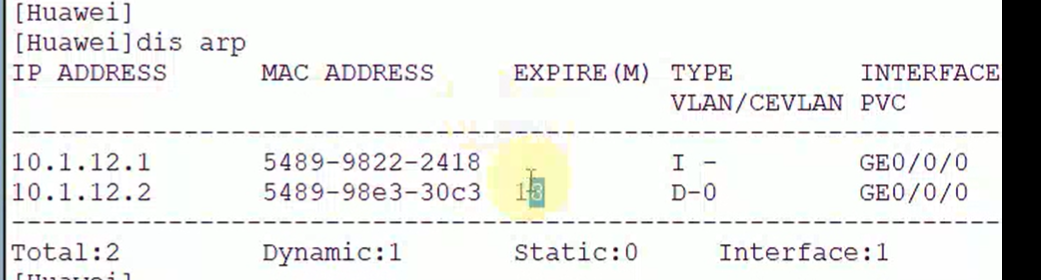 [Huawei]
[Huawei]dis arp
IP ADDRESS MAC ADDRESS EXPIRE(M) TYPE INTERFACE
VLAN/CEVLAN PVC
10.1.12.1 5489-9822-2418 I - GE0/0/0
10.1.12.2 5489-98e3-30c3 D-0 GE0/0/0
Total:2 Dynamic:1 Static:0 Interface:1
[Huawei]